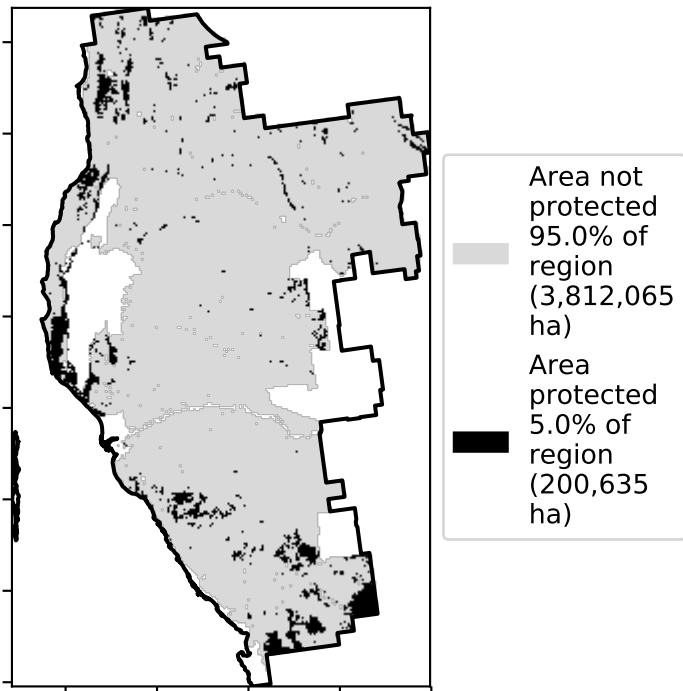 Area not
protected
95.0% of
region
(3,812,065
ha)
Area
protected
5.0% of
region
(200,635
ha)